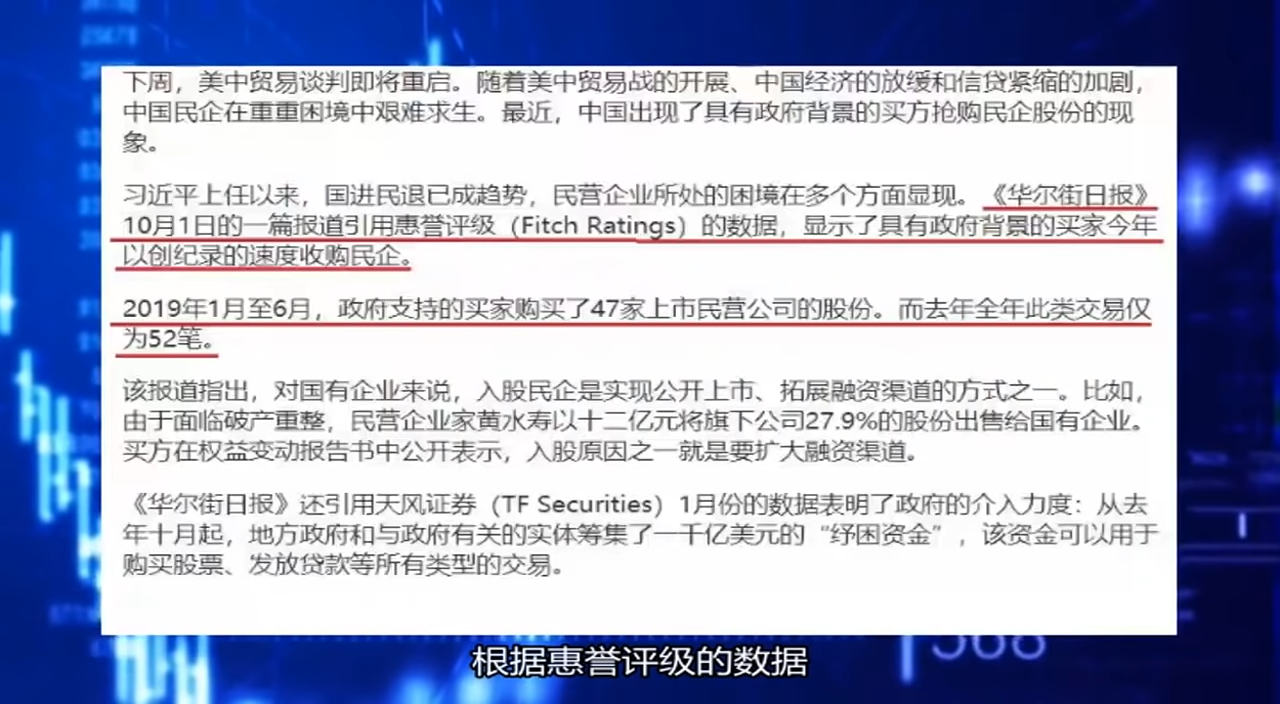 下周，美中贸易谈判即将重启。随着美中贸易战的开展、中国经济的放缓和信贷紧缩的加剧，
中国民企在重重困境中艰难求生。最近，中国出现了具有政府背景的买方抢购民企股份的现
象。
习近平上任以来，国进民退已成趋势，民营企业所处的困境在多个方面显现。《华尔街日报》
10月1日的一篇报道引用惠誉评级（Fitch Ratings）的数据，显示了具有政府背景的买家今年
以创纪录的速度收购民企。
2019年1月至6月，政府支持的买家购买了47家上市民营公司的股份。而去年全年此类交易仅
为52笔。
该报道指出，对国有企业来说，入股民企是实现公开上市、拓展融资渠道的方式之一。比如，
由于面临破产重整，民营企业家黄水寿以十二亿元将旗下公司27.9%的股份出售给国有企业。
买方在权益变动报告书中公开表示，入股原因之一就是要扩大融资渠道。
《华尔街日报》还引用天风证券（TF Securities）1月份的数据表明了政府的介入力度：从去
年十月起，地方政府和与政府有关的实体筹集了一千亿美元的“纾困资金”，该资金可以用于
购买股票、发放贷款等所有类型的交易。
根据惠誉评级的数据